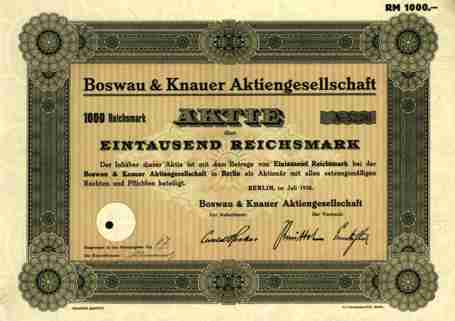 RM 1000.—
Boswau & Knauer Aktiengesellschaft
1000 Reichsmark
AKTIE
über
EINTAUSEND REICHSMARK
Der Inhaber dieser Aktie ist mit dem Betrage von Eintausend Reichsmark bei der
Boswau & Knauer Aktiengesellschaft in Berlin als Aktionär mit allen satzungsmäßigen
Rechten und Pflichten beteiligt.
BERLIN, im Juli
Boswau & Knauer Aktiengesellschaft
Der Aufsichtsrat: Der Vorstand: